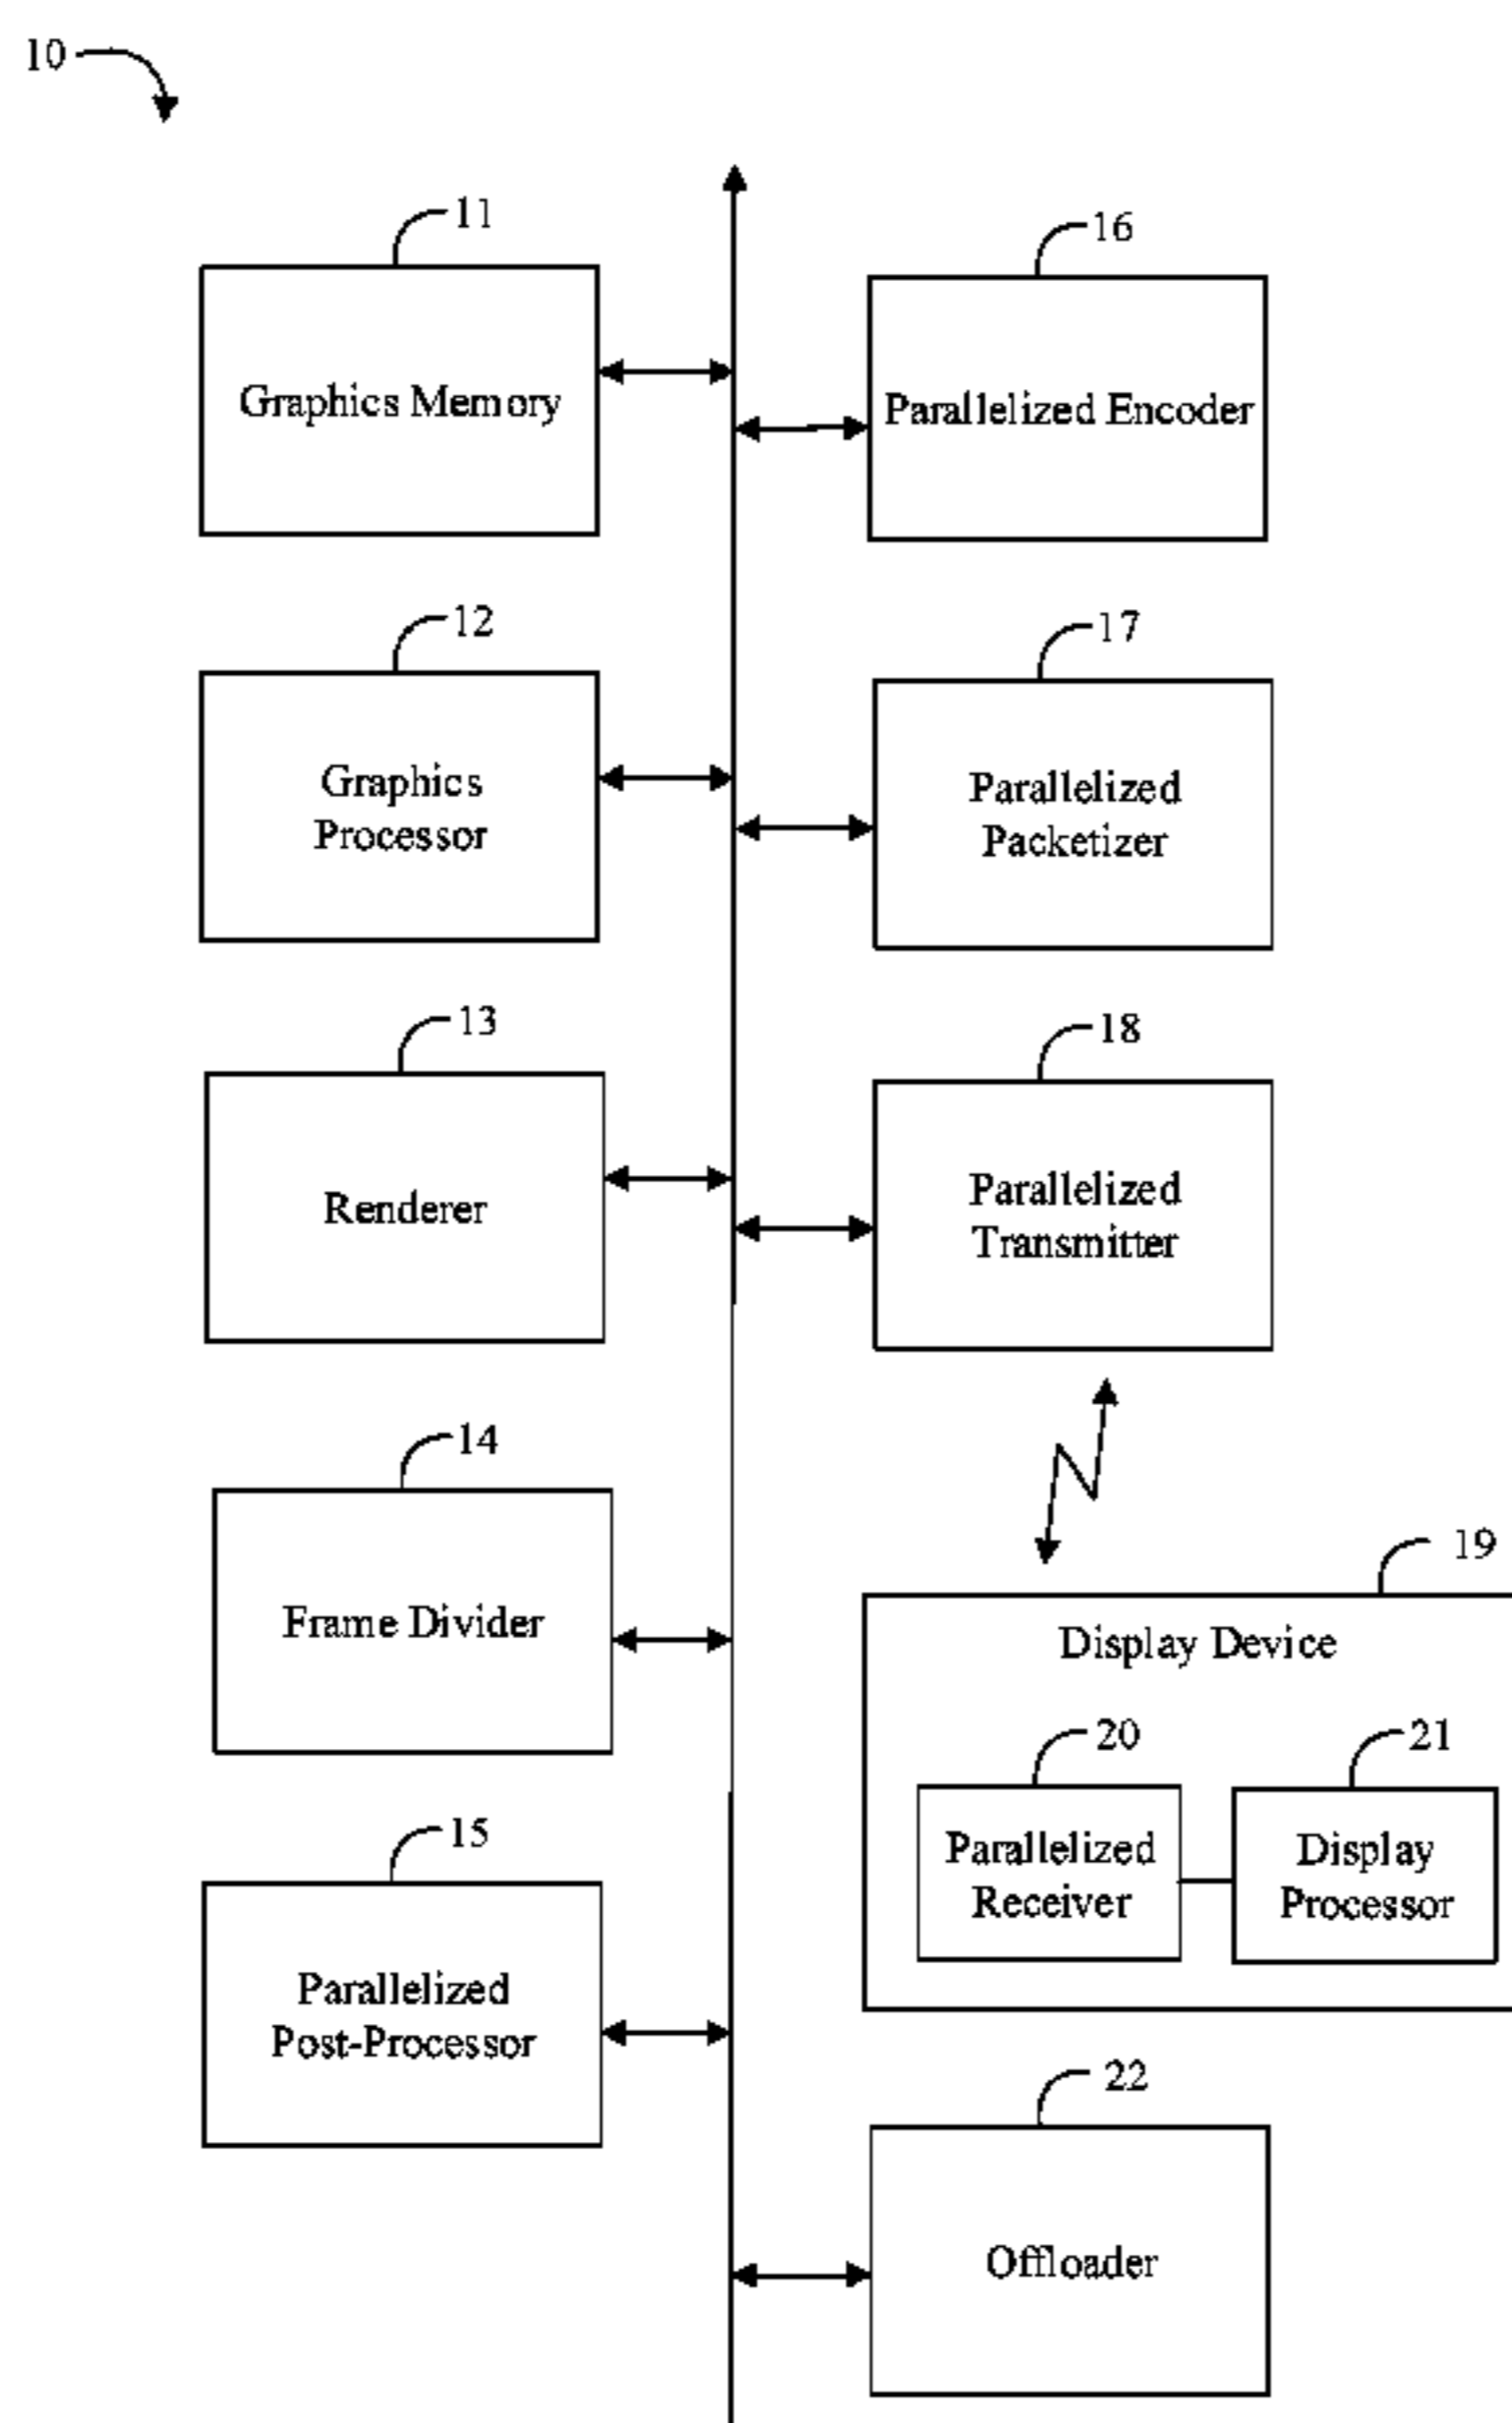 10
11
Graphics Memory
12
Graphics
Processor
13
Renderer
14
Frame Divider
15
Parallelized
Post-Processor
16
Parallelized Encoder
17
Parallelized
Packetizer
18
Parallelized
Transmitter
19
Display Device
20
Parallelized
Receiver
21
Display
Processor
22
Offloader